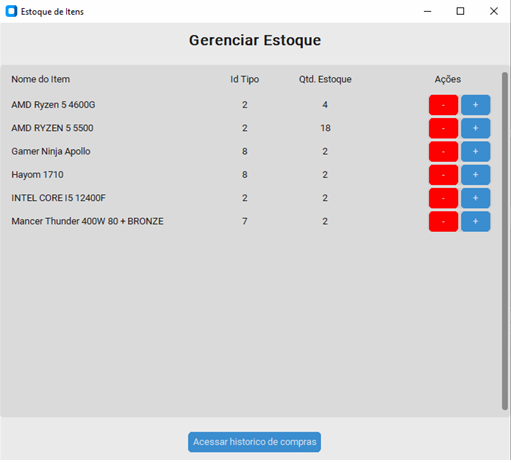 Estoque de Itens
Gerenciar Estoque
Nome do Item Id Tipo Qtd. Estoque Ações
AMD Ryzen 5 4600G 2 4 - +
AMD RYZEN 5 5500 2 18 - +
Gamer Ninja Apollo 8 2 - +
Hayom 1710 8 2 - +
INTEL CORE I5 12400F 2 2 - +
Mancer Thunder 400W 80 + BRONZE 7 2 - +
Acessar historico de compras